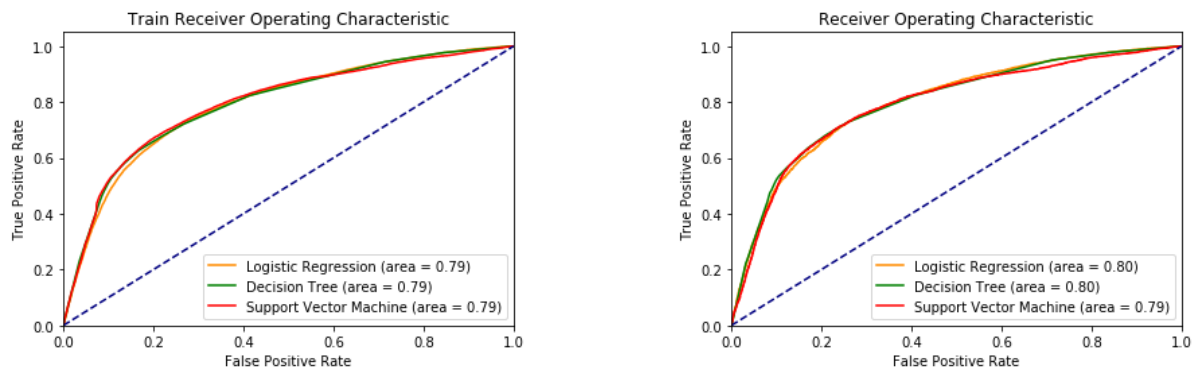 Train Receiver Operating Characteristic
1.0
0.8
0.6
0.4
0.2
0.0
True Positive Rate
Logistic Regression (area = 0.79)
Decision Tree (area = 0.79)
Support Vector Machine (area = 0.79)
0.0 0.2 0.4 0.6 0.8 1.0
False Positive Rate
Receiver Operating Characteristic
1.0
0.8
0.6
0.4
0.2
0.0
True Positive Rate
Logistic Regression (area = 0.80)
Decision Tree (area = 0.80)
Support Vector Machine (area = 0.79)
0.0 0.2 0.4 0.6 0.8 1.0
False Positive Rate